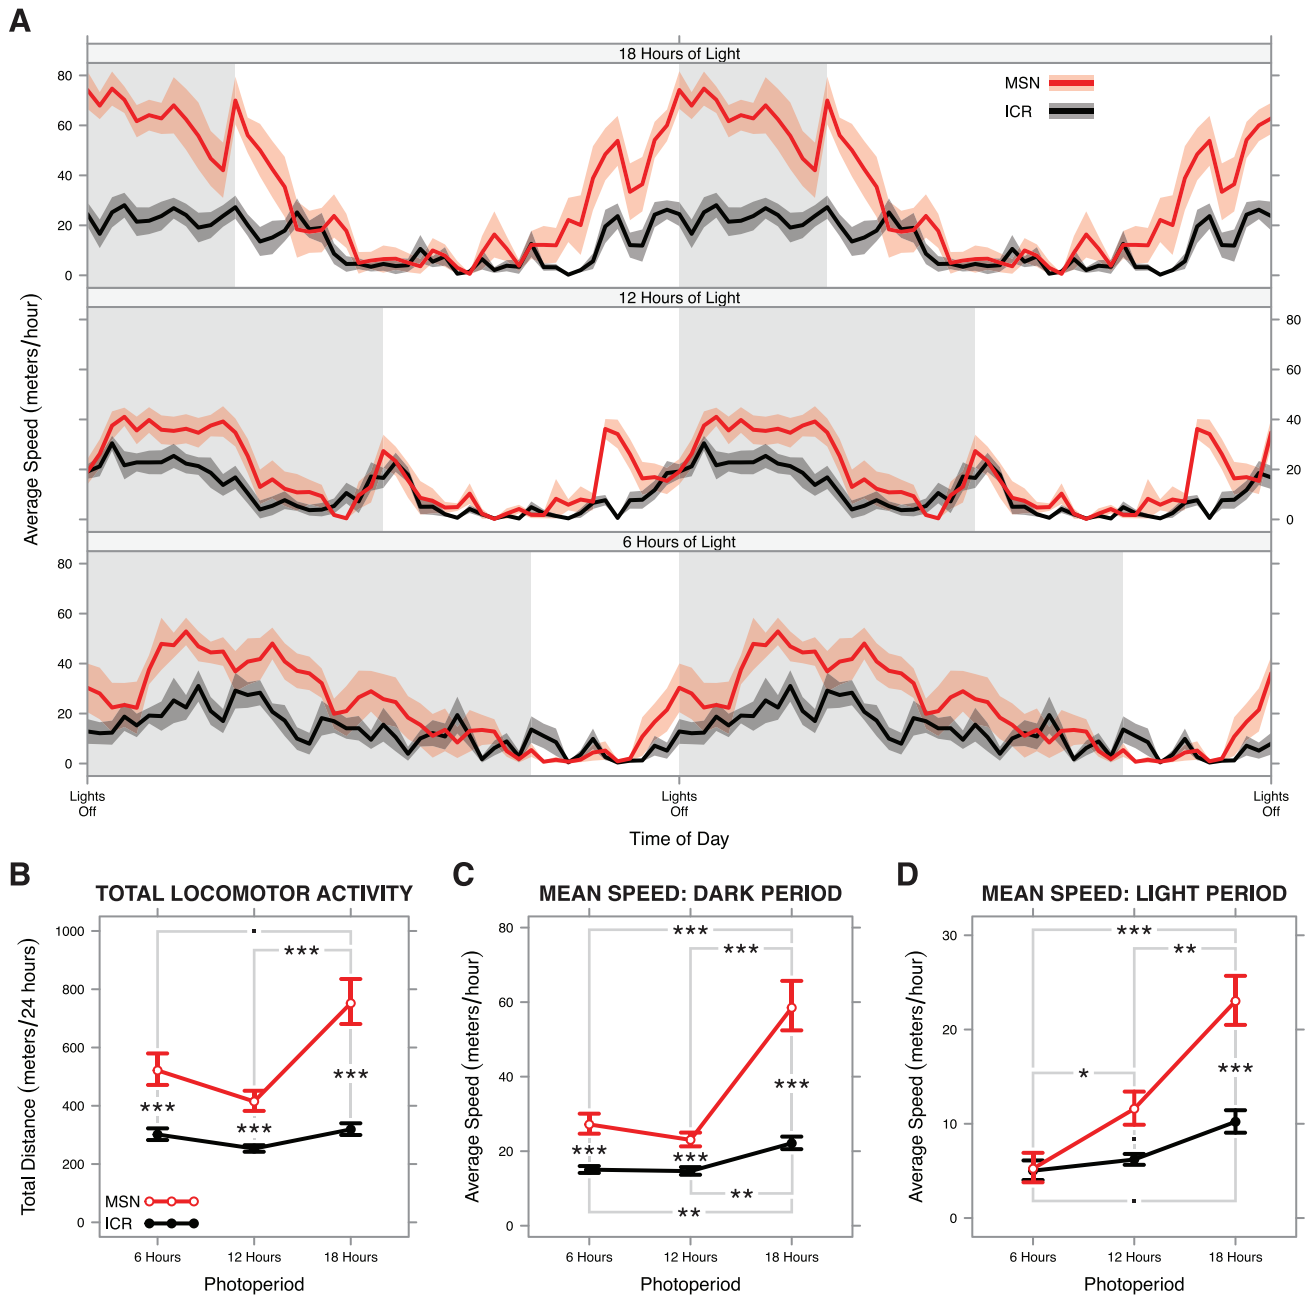 A
18 Hours of Light
MSN
ICR
80
60
40
20
0
12 Hours of Light
80
60
40
20
0
6 Hours of Light
80
60
40
20
0
Average Speed (meters/hour)
Lights Off
Lights Off
Lights Off
Time of Day
B
TOTAL LOCOMOTOR ACTIVITY
Total Distance (meters/24 hours)
1000
800
600
400
200
0
***
***
***
***
MSN
ICR
6 Hours
12 Hours
18 Hours
Photoperiod
C
MEAN SPEED: DARK PERIOD
Average Speed (meters/hour)
80
60
40
20
0
***
***
***
***
***
**
**
6 Hours
12 Hours
18 Hours
Photoperiod
D
MEAN SPEED: LIGHT PERIOD
Average Speed (meters/hour)
30
20
10
0
***
**
*
***
6 Hours
12 Hours
18 Hours
Photoperiod